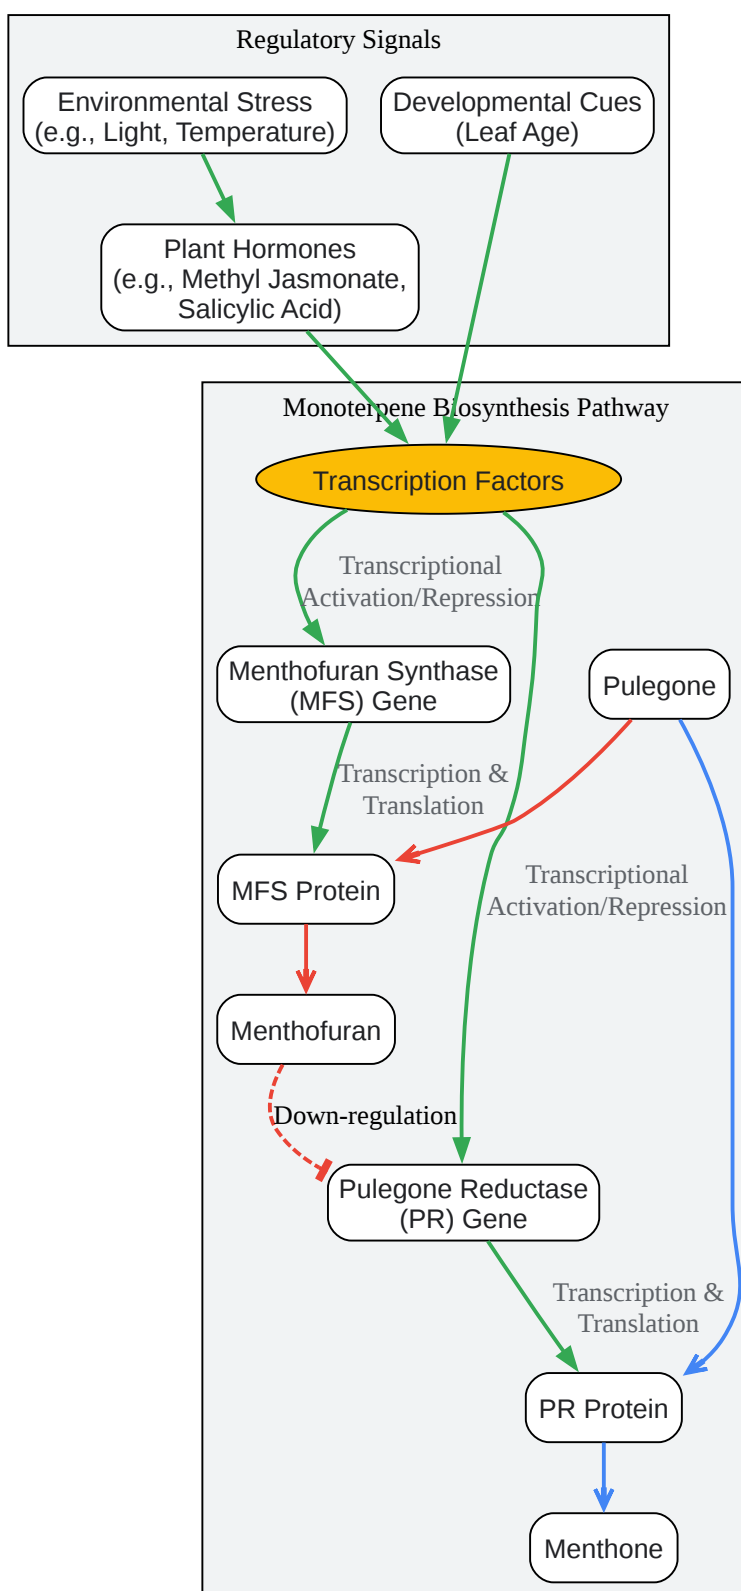 Regulatory Signals
Environmental Stress
(e.g., Light, Temperature)
Developmental Cues
(Leaf Age)
Plant Hormones
(e.g., Methyl Jasmonate,
Salicylic Acid)
Monoterpene Biosynthesis Pathway
Transcription Factors
Transcriptional
Activation/Repression
Menthofuran Synthase
(MFS) Gene
Pulegone
Transcription &
Translation
MFS Protein
Transcriptional
Activation/Repression
Menthofuran
Down-regulation
Pulegone Reductase
(PR) Gene
Transcription &
Translation
PR Protein
Menthone